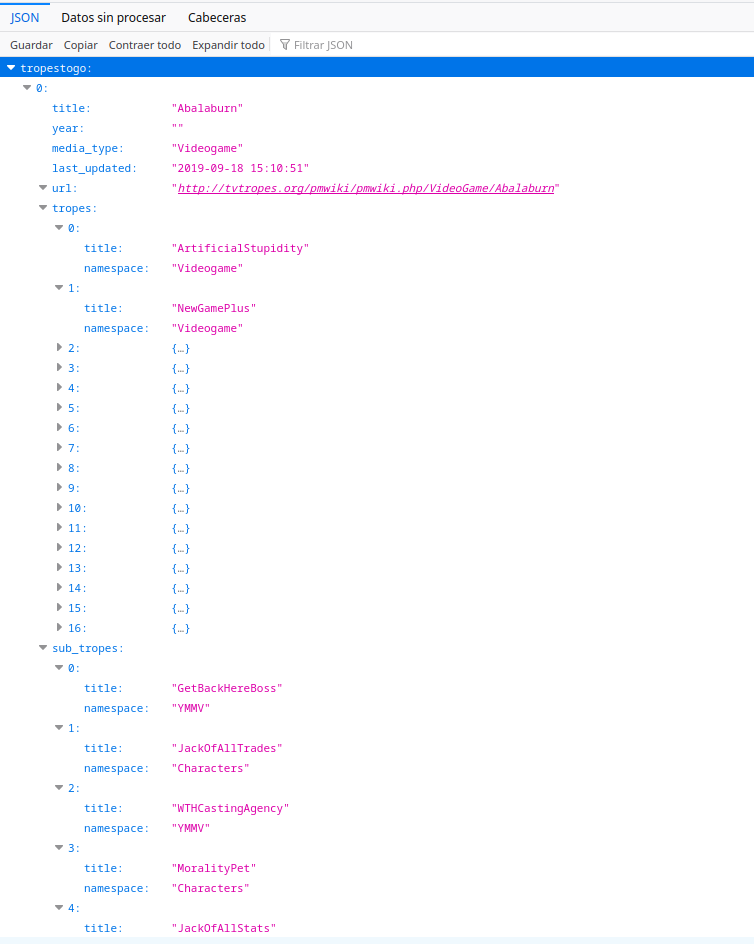 JSON Datos sin procesar Cabeceras
Guardar Copiar Contraer todo Expandir todo Filtrar JSON
tropestogo:
0:
title: "Abalaburn"
year: ""
media_type: "Videogame"
last_updated: "2019-09-18 15:10:51"
url: "http://tvtropes.org/pmwiki/pmwiki.php/VideoGame/Abalaburn"
tropes:
0:
title: "ArtificialStupidity"
namespace: "Videogame"
1:
title: "NewGamePlus"
namespace: "Videogame"
2: {…}
3: {…}
4: {…}
5: {…}
6: {…}
7: {…}
8: {…}
9: {…}
10: {…}
11: {…}
12: {…}
13: {…}
14: {…}
15: {…}
16: {…}
sub_tropes:
0:
title: "GetBackHereBoss"
namespace: "YMMV"
1:
title: "JackOfAllTrades"
namespace: "Characters"
2:
title: "WTHCastingAgency"
namespace: "YMMV"
3:
title: "MoralityPet"
namespace: "Characters"
4:
title: "JackOfAllStats"